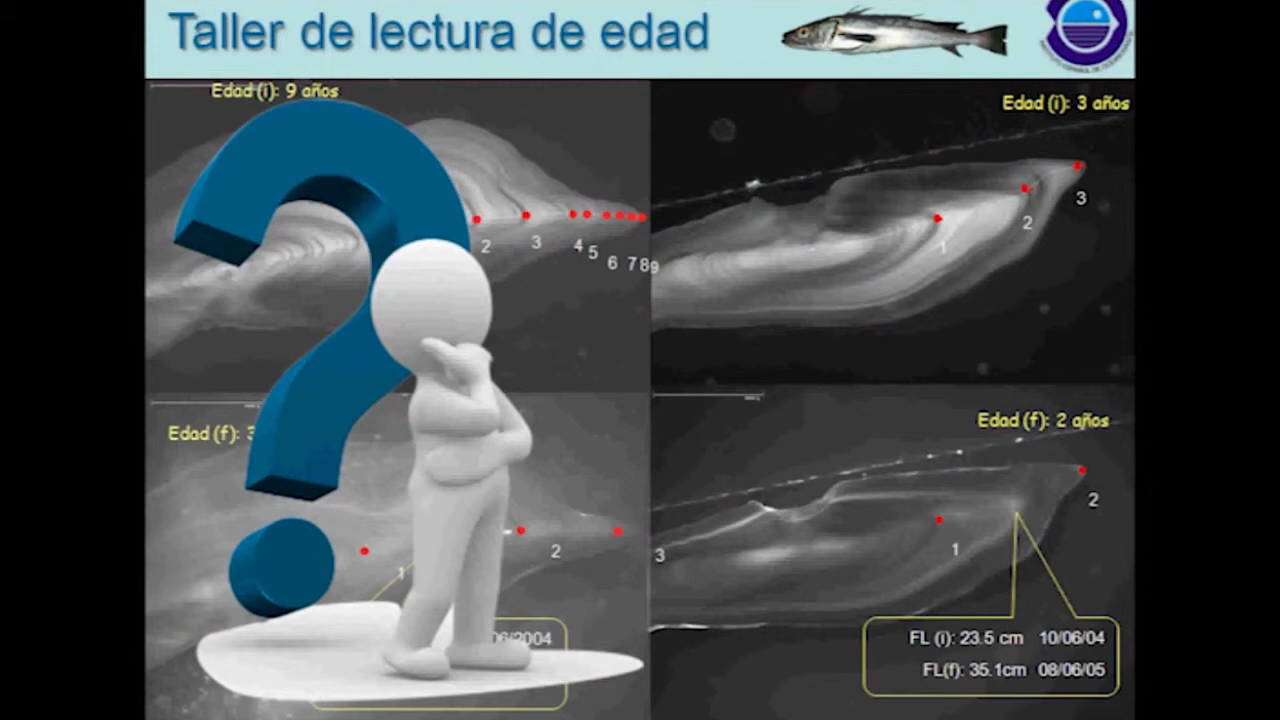 Taller de lectura de edad
Edad (i): 9 años
2
3
4
5
6
7
8
9
Edad (i): 3 años
1
2
3
Edad (f): 3
1
2
3
06/2004
Edad (f): 2 años
1
2
FL (i): 23.5 cm 10/06/04
FL(f): 35.1cm 08/06/05